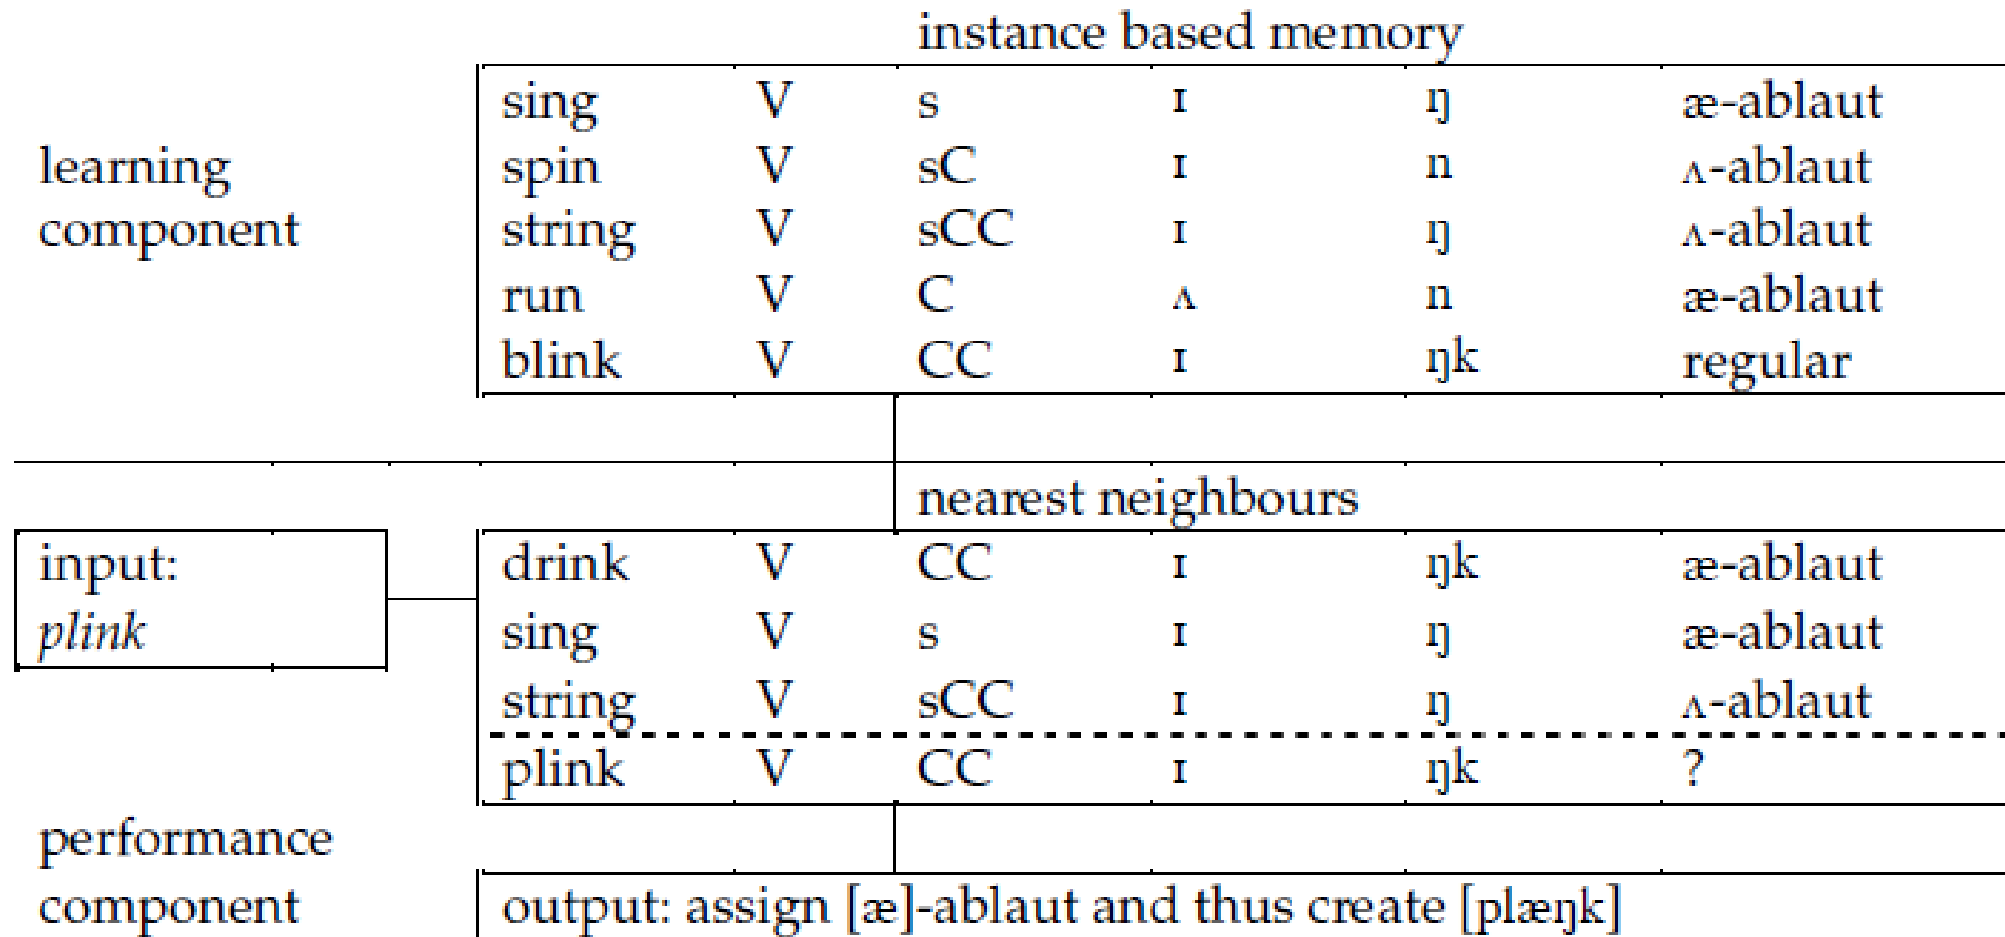 instance based memory
sing V s ɪ ŋ æ-ablaut
learning spin V sC ɪ n ʌ-ablaut
component string V sCC ɪ ŋ ʌ-ablaut
run V C ʌ n æ-ablaut
blink V CC ɪ ŋk regular
nearest neighbours
input: drink V CC ɪ ŋk æ-ablaut
plink sing V s ɪ ŋ æ-ablaut
string V sCC ɪ ŋ ʌ-ablaut
plink V CC ɪ ŋk ?
performance
component output: assign [æ]-ablaut and thus create [plæŋk]